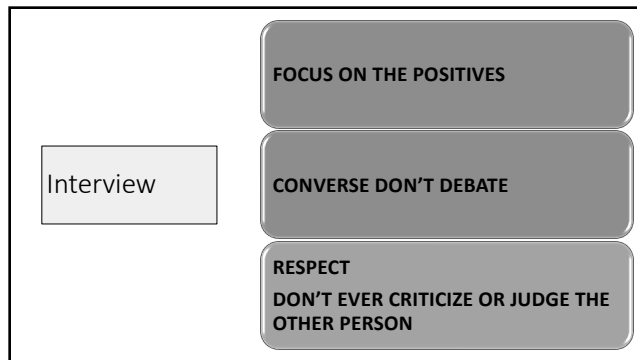 Interview
FOCUS ON THE POSITIVES
CONVERSE DON’T DEBATE
RESPECT
DON’T EVER CRITICIZE OR JUDGE THE
OTHER PERSON